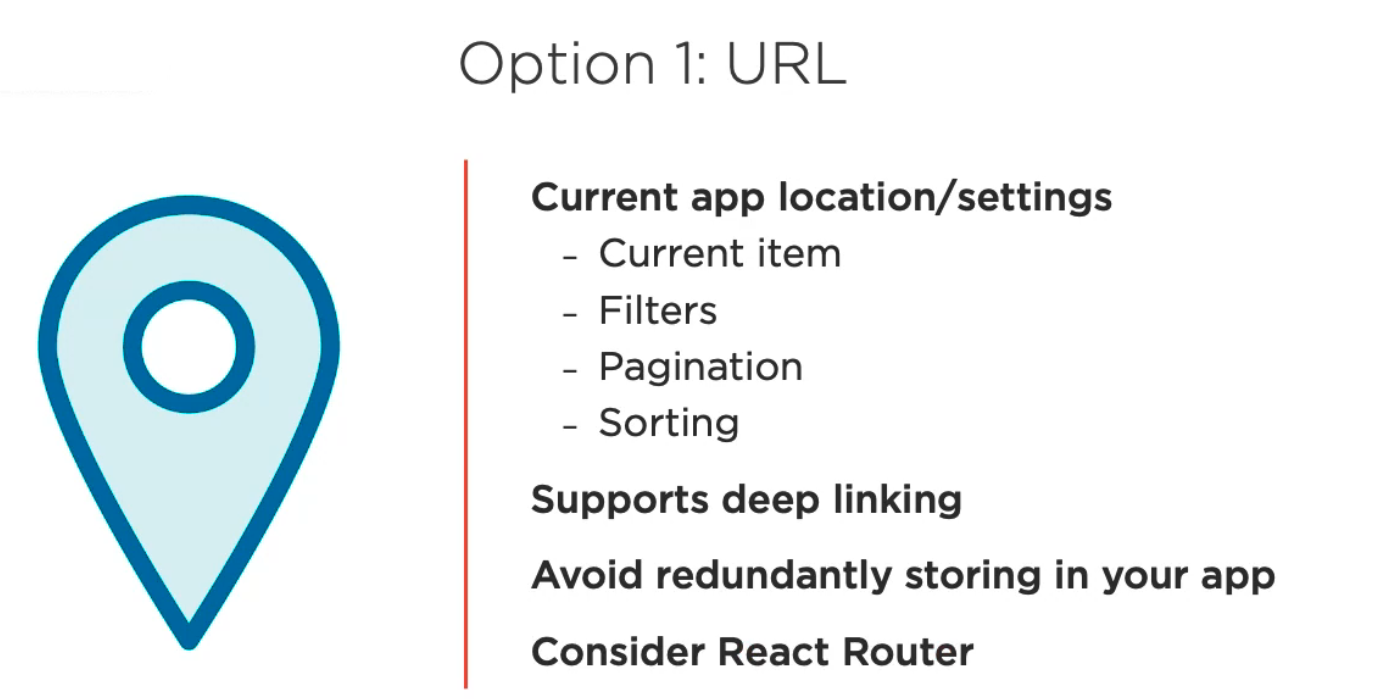 Option 1: URL
Current app location/settings
- Current item
- Filters
- Pagination
- Sorting
Supports deep linking
Avoid redundantly storing in your app
Consider React Router